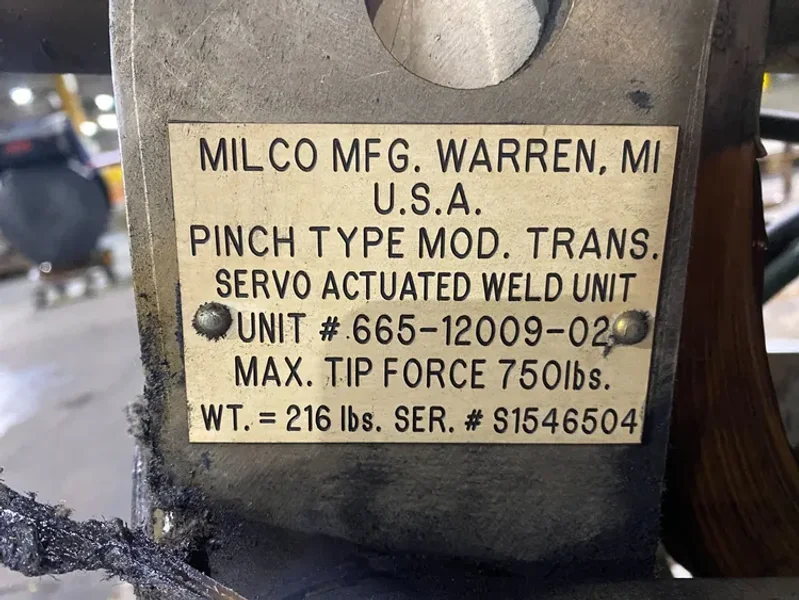 MILCO MFG. WARREN, MI
U.S.A.
PINCH TYPE MOD. TRANS.
SERVO ACTUATED WELD UNIT
UNIT # 665-12009-02
MAX. TIP FORCE 750lbs.
WT. = 216 lbs. SER. # S1546504